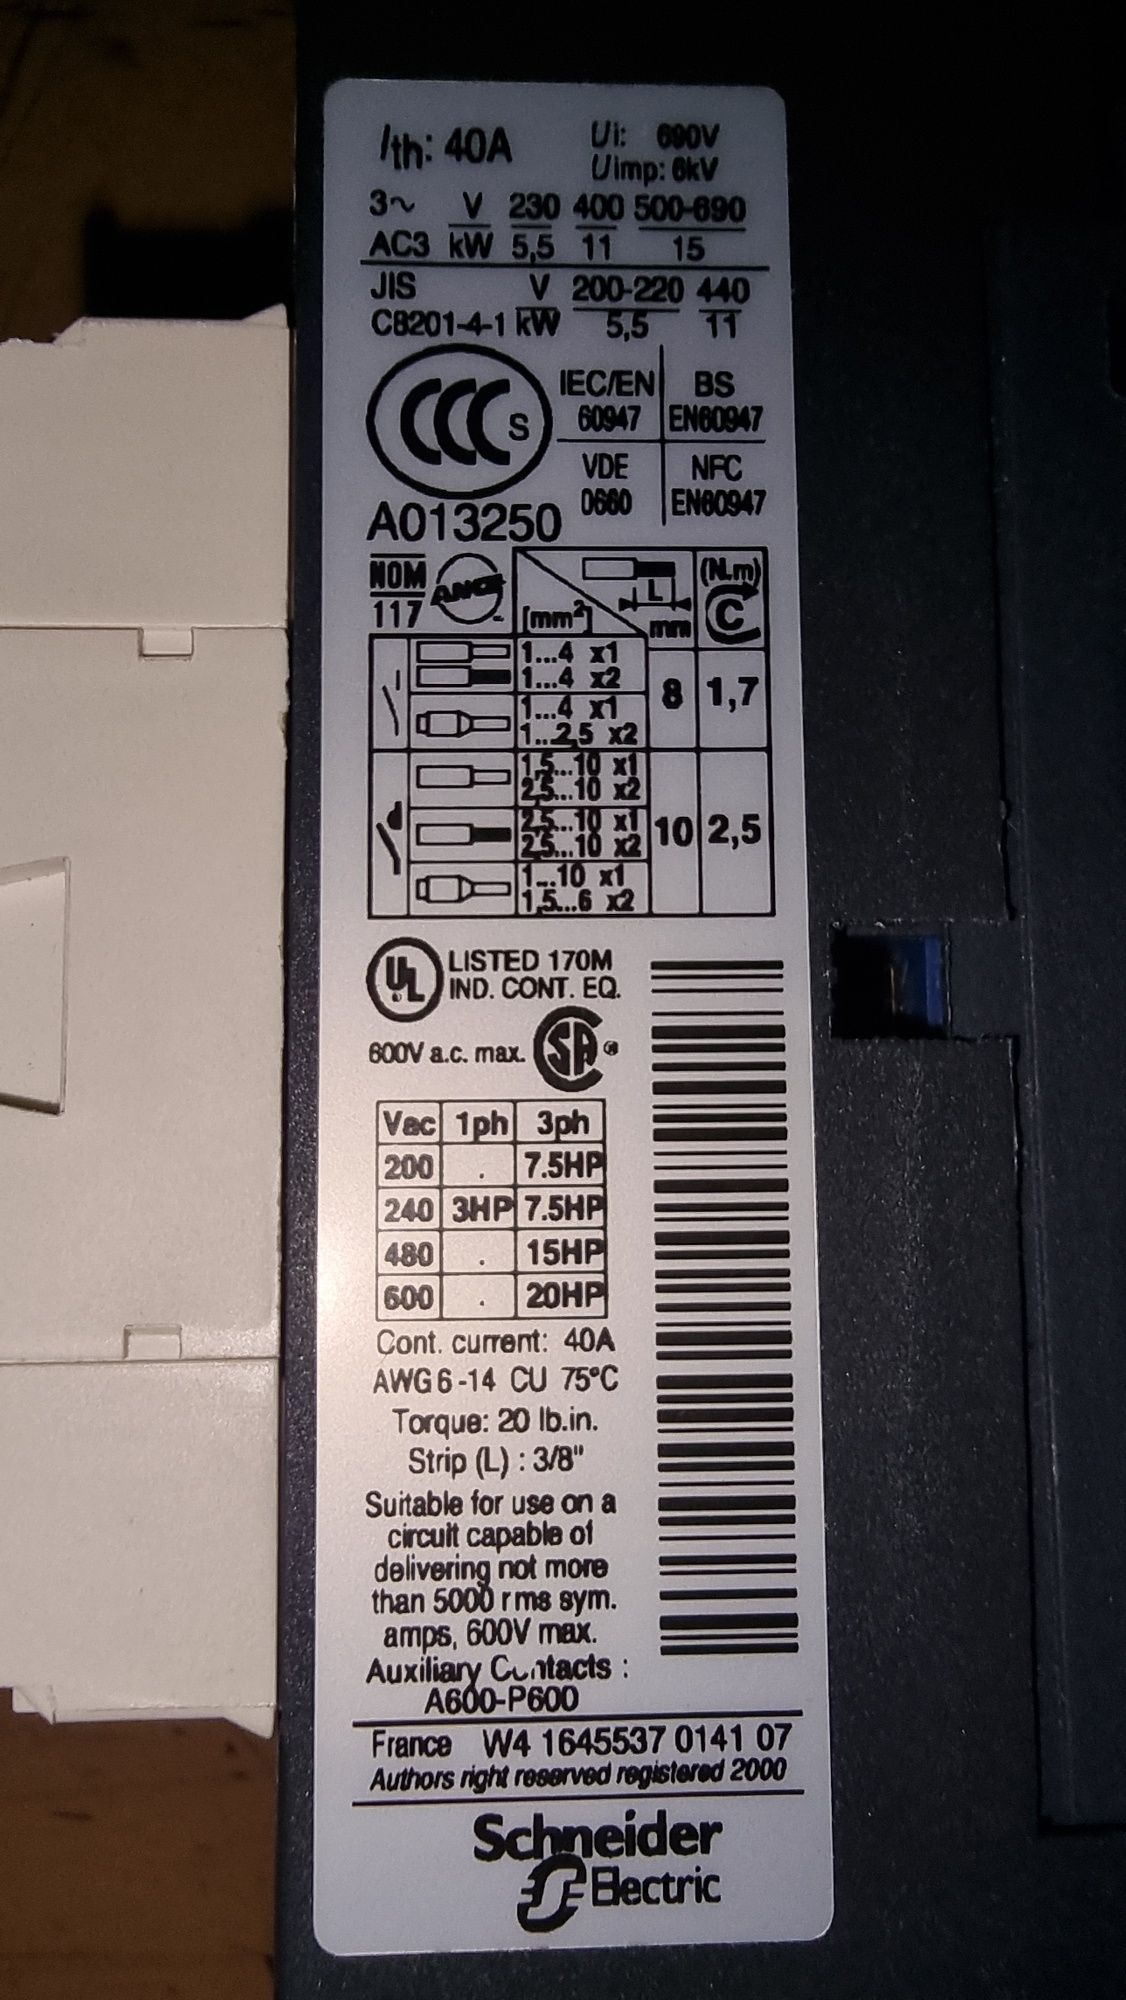 Ith: 40A Ui: 690V
Uimp: 6kV
3~ V 230 400 500-690
AC3 kW 5,5 11 15
JIS V 200-220 440
C8201-4-1 kW 5,5 11
CCC S
IEC/EN BS
60947 EN60947
VDE NFC
0660 EN60947
A013250
NOM ANCE
117
[mm²] L mm (N.m) C
1...4 x1
1...4 x2
8 1,7
1...4 x1
1...2,5 x2
1,5...10 x1
2,5...10 x2
2,5...10 x1
2,5...10 x2
10 2,5
1...10 x1
1,5...6 x2
UL LISTED 170M
IND. CONT. EQ.
600V a.c. max. SA ®
Vac 1ph 3ph
200 . 7.5HP
240 3HP 7.5HP
480 . 15HP
600 . 20HP
Cont. current: 40A
AWG 6-14 CU 75°C
Torque: 20 lb.in.
Strip (L) : 3/8"
Suitable for use on a
circuit capable of
delivering not more
than 5000 rms sym.
amps, 600V max.
Auxiliary Contacts :
A600-P600
France W4 1645537 0141 07
Authors right reserved registered 2000
Schneider
Electric